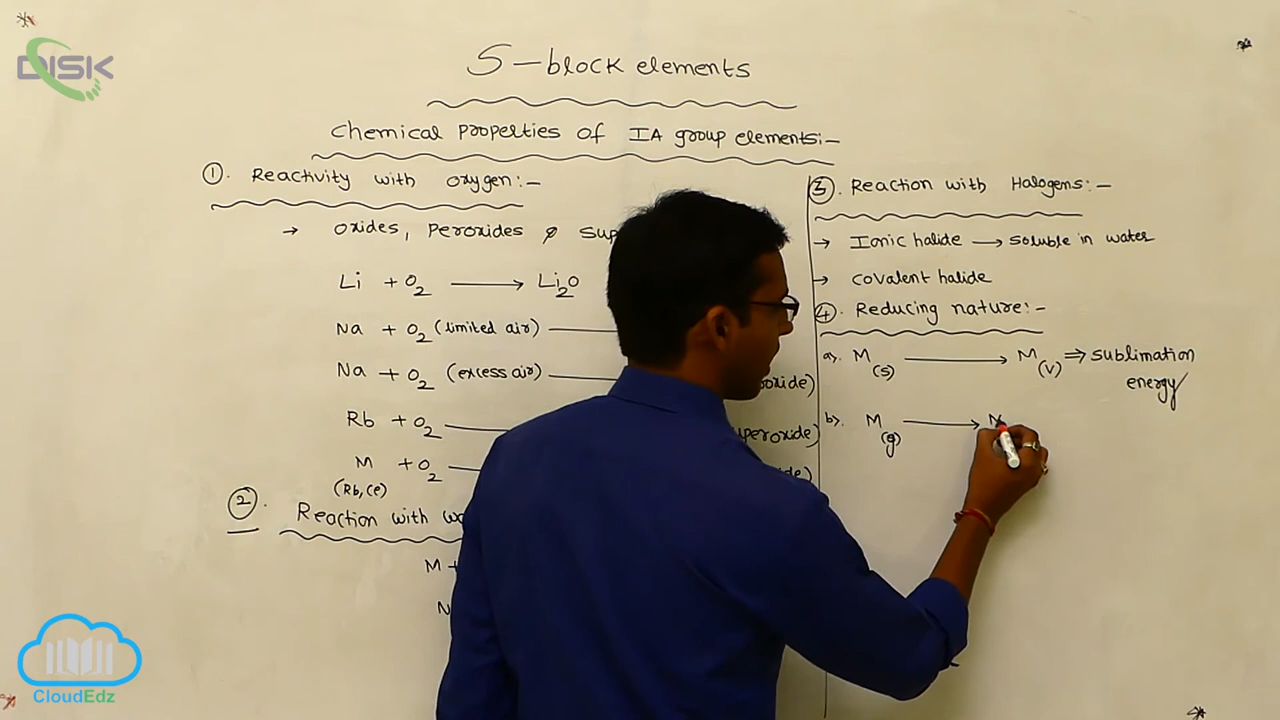 DISK
S-block elements
Chemical properties of IA group elements:-
①. Reactivity with oxygen:-
→ oxides, peroxides &
Li + O2 ⟶ Li2O
Na + O2 (limited air)
Na + O2 (excess air) oxide)
Rb + O2 uperoxide)
M + O2 ide)
(Rb, Ce)
②. Reaction with
M +
③. Reaction with Halogens:-
→ Ionic halide ⟶ soluble in water
→ covalent halide
④. Reducing nature:-
a). M(s) ⟶ M(v) ⇒ sublimation
energy
b). M(g) ⟶
CloudEdz